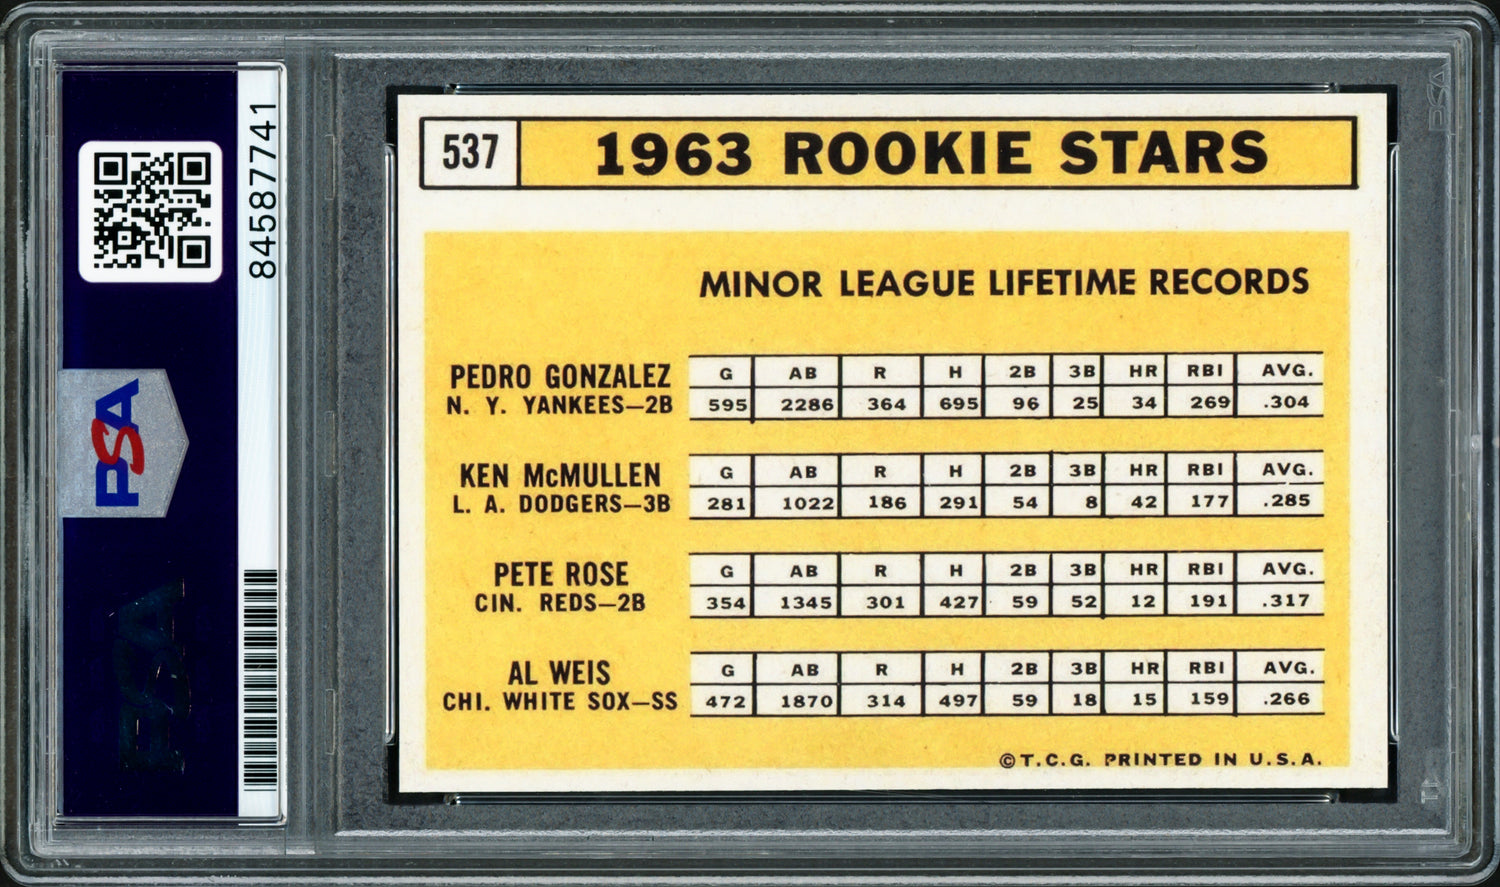 84587741
PSA
537 1963 ROOKIE STARS
MINOR LEAGUE LIFETIME RECORDS
PEDRO GONZALEZ
N. Y. YANKEES—2B
G AB R H 2B 3B HR RBI AVG.
595 2286 364 695 96 25 34 269 .304
KEN McMULLEN
L. A. DODGERS—3B
G AB R H 2B 3B HR RBI AVG.
281 1022 186 291 54 8 42 177 .285
PETE ROSE
CIN. REDS—2B
G AB R H 2B 3B HR RBI AVG.
354 1345 301 427 59 52 12 191 .317
AL WEIS
CHI. WHITE SOX—SS
G AB R H 2B 3B HR RBI AVG.
472 1870 314 497 59 18 15 159 .266
©T.C.G. PRINTED IN U.S.A.
PSA
PSA